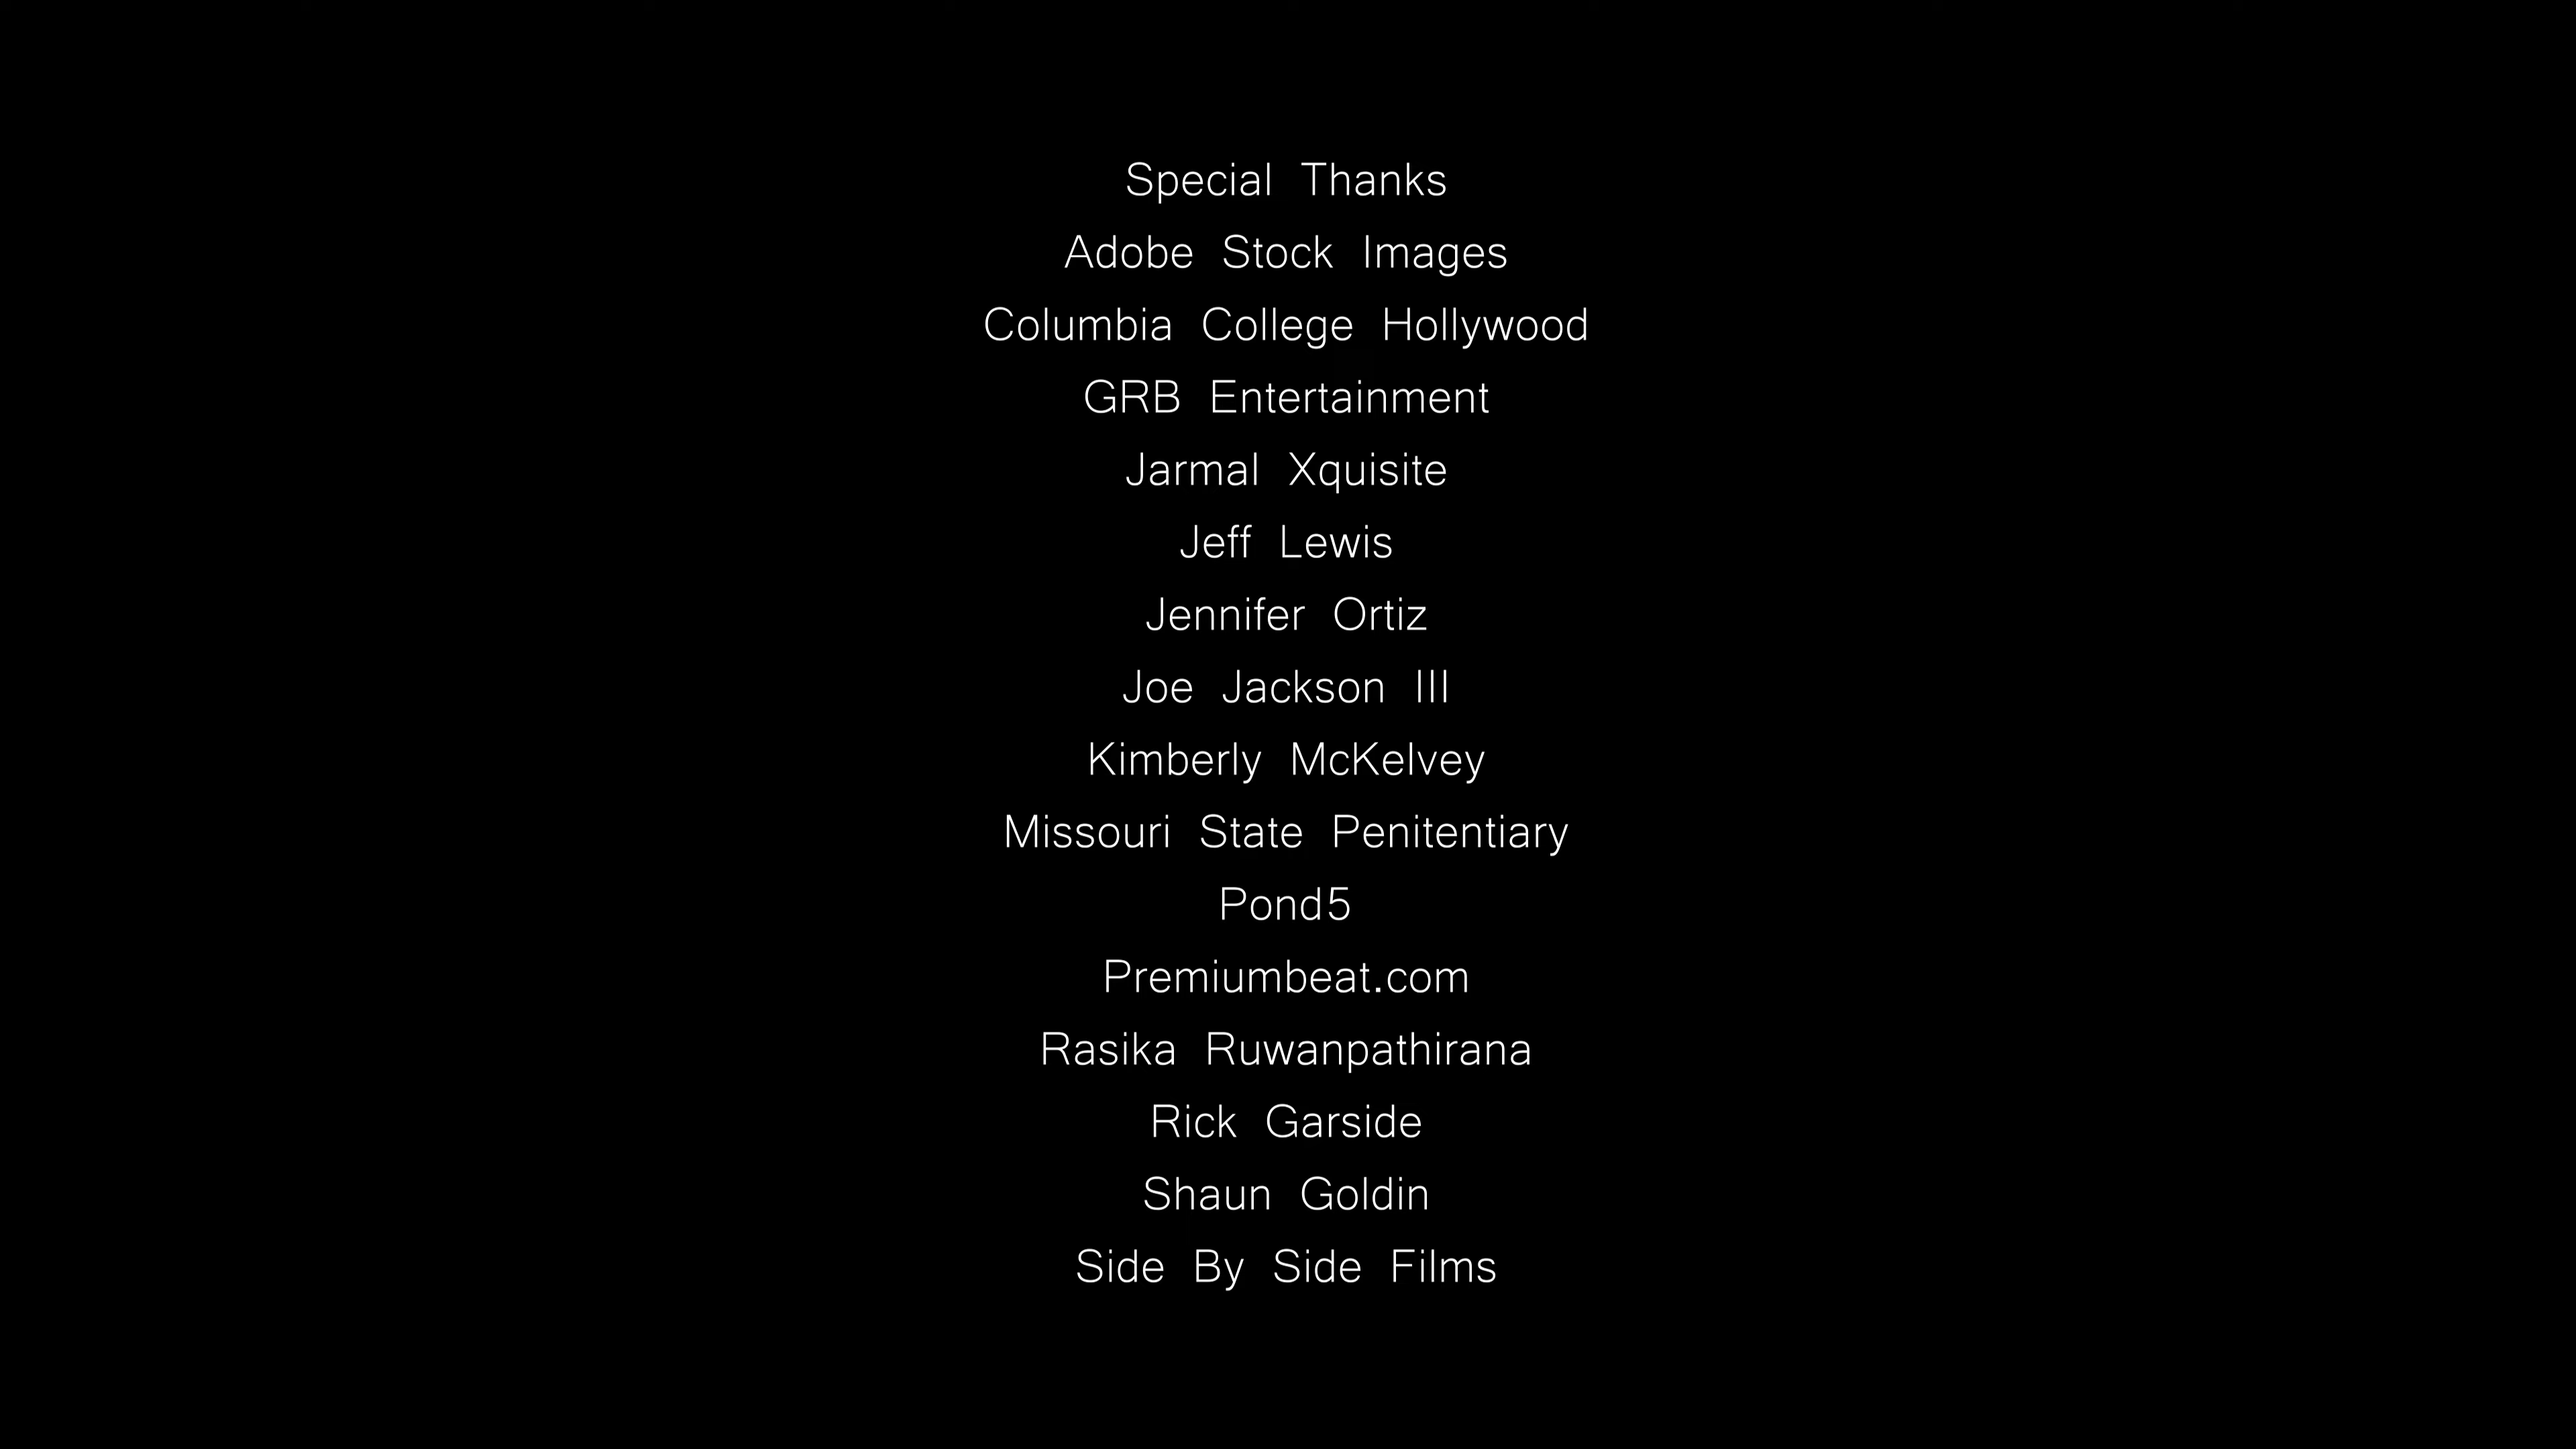 Special Thanks
Adobe Stock Images
Columbia College Hollywood
GRB Entertainment
Jarmal Xquisite
Jeff Lewis
Jennifer Ortiz
Joe Jackson III
Kimberly McKelvey
Missouri State Penitentiary
Pond5
Premiumbeat.com
Rasika Ruwanpathirana
Rick Garside
Shaun Goldin
Side By Side Films